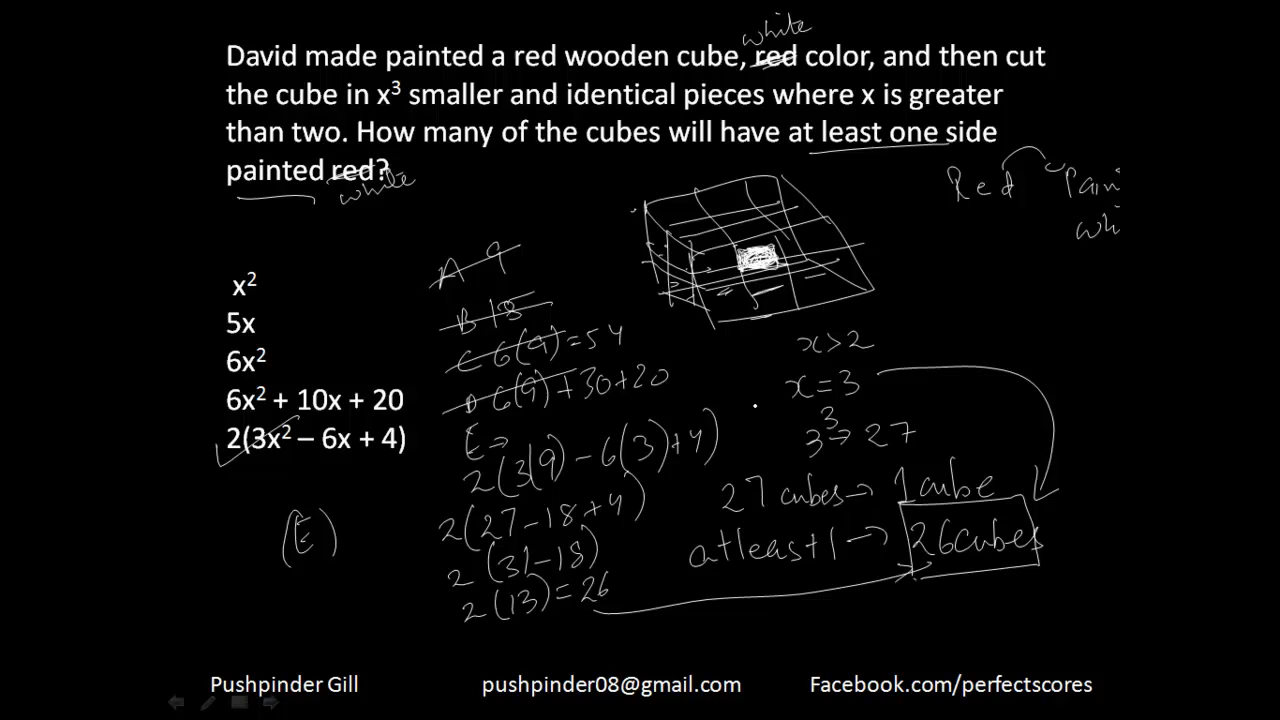 white
David made painted a red wooden cube, red color, and then cut
the cube in x³ smaller and identical pieces where x is greater
than two. How many of the cubes will have at least one side
painted red?
white
Red
Pain
whi
x²
5x
6x²
6x² + 10x + 20
2(3x² – 6x + 4)
A 9
B 18
C 6(9) = 54
D 6(9) + 30 + 20
E →
2(3(9) - 6(3) + 4)
2(27 - 18 + 4)
2(31 - 18)
2(13) = 26
(E)
x > 2
x = 3
3³ → 27
27 cubes → 1 cube
atleast 1 → 26 cubes
Pushpinder Gill
pushpinder08@gmail.com
Facebook.com/perfectscores